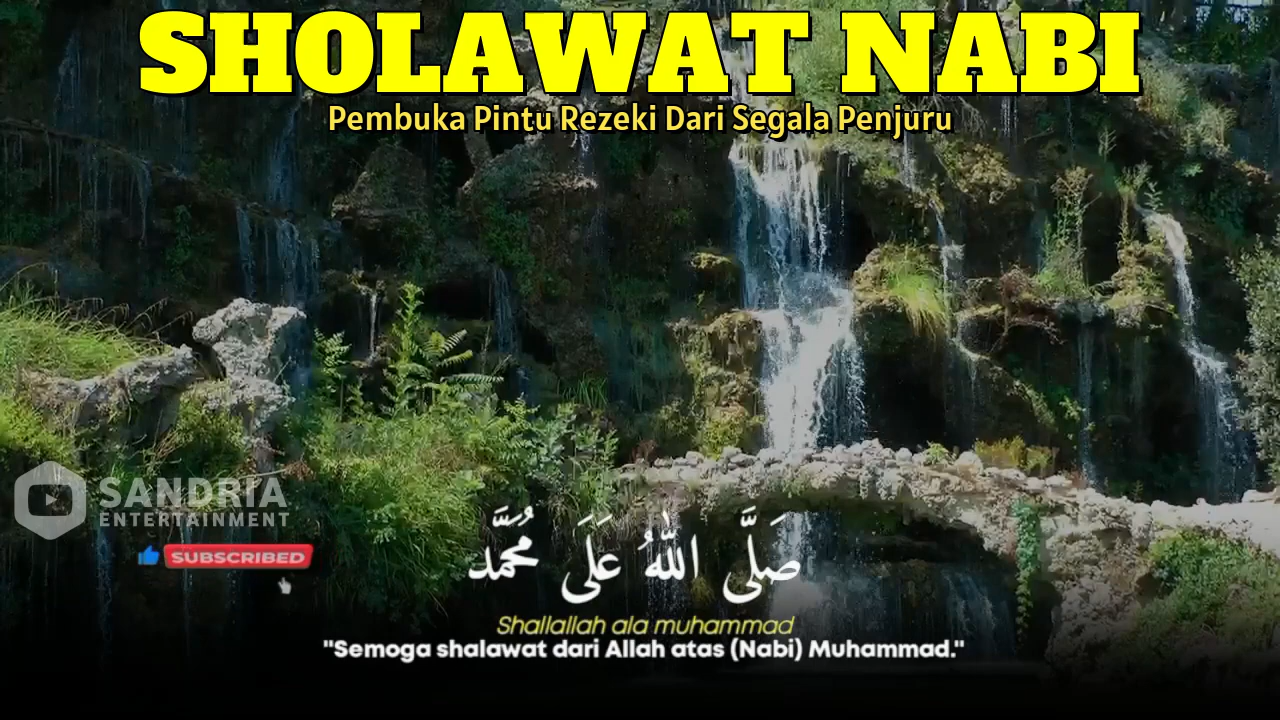 SHOLAWAT NABI
Pembuka Pintu Rezeki Dari Segala Penjuru
SANDRIA
ENTERTAINMENT
SUBSCRIBED
صَلَّى اللّٰهُ عَلَى مُحَمَّد
Shallallah ala muhammad
"Semoga shalawat dari Allah atas (Nabi) Muhammad."